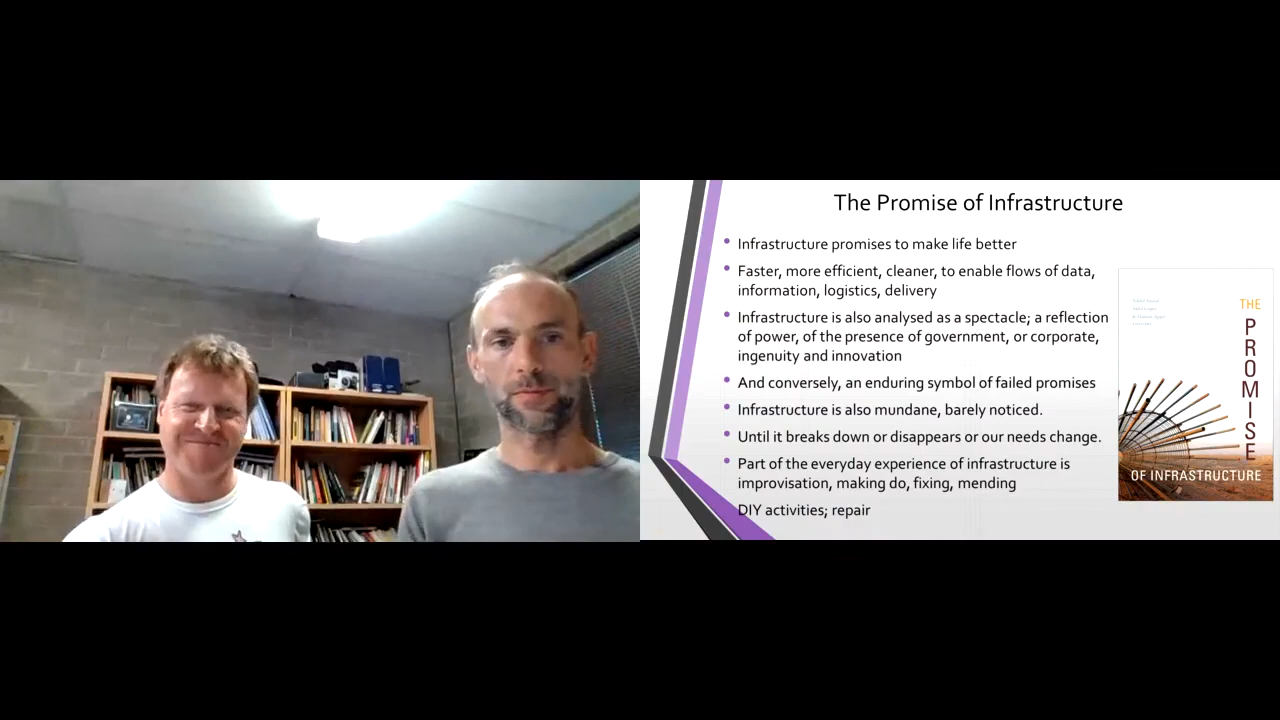 The Promise of Infrastructure
Infrastructure promises to make life better
Faster, more efficient, cleaner, to enable flows of data,
information, logistics, delivery
Infrastructure is also analysed as a spectacle; a reflection
of power, of the presence of government, or corporate,
ingenuity and innovation
And conversely, an enduring symbol of failed promises
Infrastructure is also mundane, barely noticed.
Until it breaks down or disappears or our needs change.
Part of the everyday experience of infrastructure is
improvisation, making do, fixing, mending
DIY activities; repair
THE
PROMISE
OF INFRASTRUCTURE